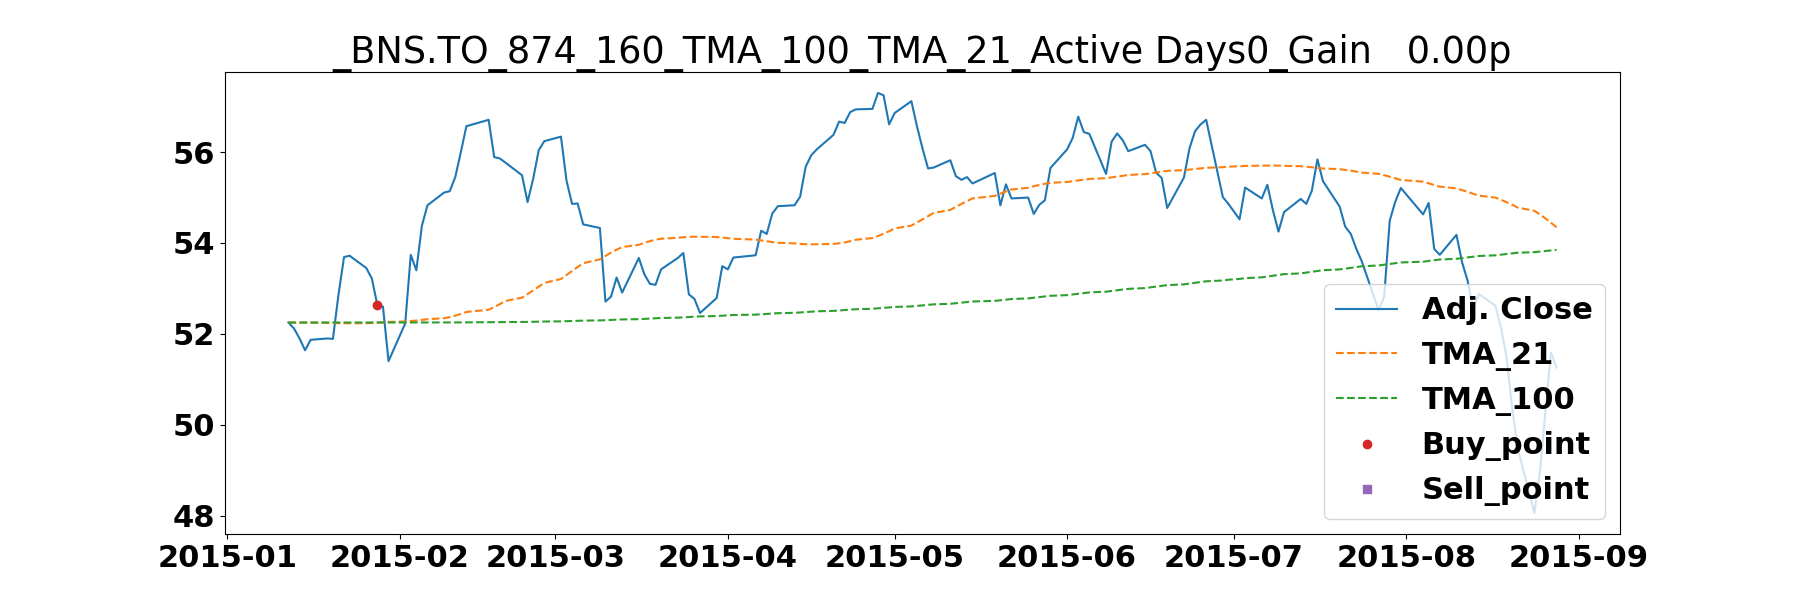 _BNS.TO_874_160_TMA_100_TMA_21_Active Days0_Gain   0.00p
56
54
52
50
48
Adj. Close
TMA_21
TMA_100
Buy_point
Sell_point
2015-01 2015-02 2015-03 2015-04 2015-05 2015-06 2015-07 2015-08 2015-09